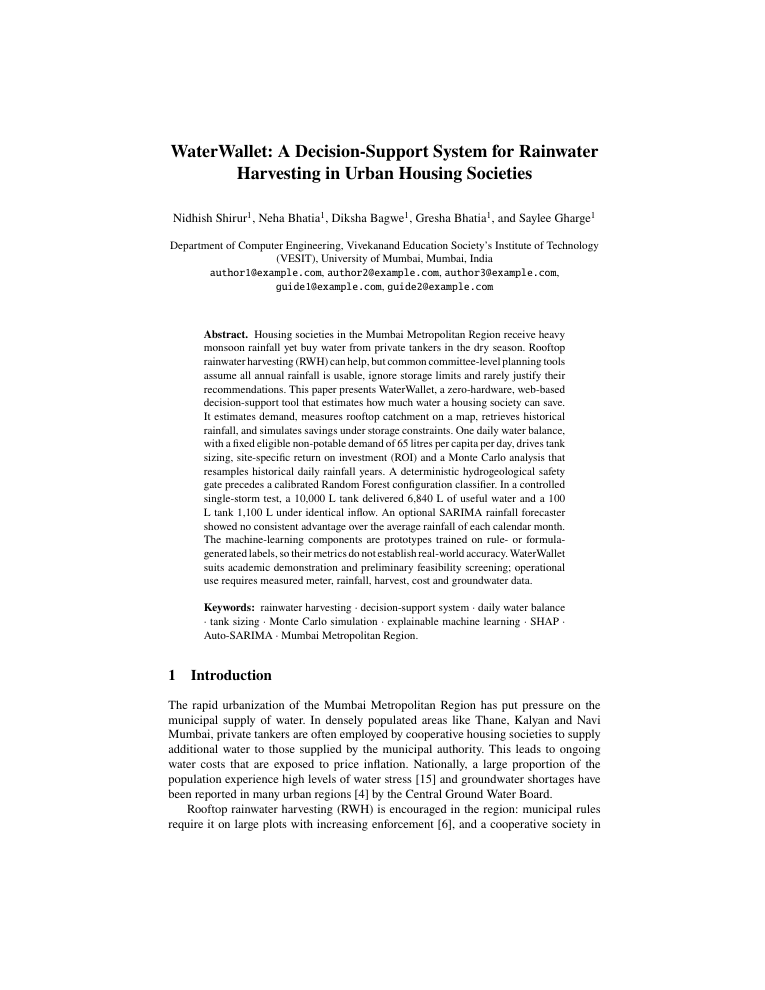 WaterWallet: A Decision-Support System for Rainwater
Harvesting in Urban Housing Societies
Nidhish Shirur1, Neha Bhatia1, Diksha Bagwe1, Gresha Bhatia1, and Saylee Gharge1
Department of Computer Engineering, Vivekanand Education Society's Institute of Technology
(VESIT), University of Mumbai, Mumbai, India
author1@example.com, author2@example.com, author3@example.com,
guide1@example.com, guide2@example.com
Abstract. Housing societies in the Mumbai Metropolitan Region receive heavy
monsoon rainfall yet buy water from private tankers in the dry season. Rooftop
rainwater harvesting (RWH) can help, but common committee-level planning tools
assume all annual rainfall is usable, ignore storage limits and rarely justify their
recommendations. This paper presents WaterWallet, a zero-hardware, web-based
decision-support tool that estimates how much water a housing society can save.
It estimates demand, measures rooftop catchment on a map, retrieves historical
rainfall, and simulates savings under storage constraints. One daily water balance,
with a fixed eligible non-potable demand of 65 litres per capita per day, drives tank
sizing, site-specific return on investment (ROI) and a Monte Carlo analysis that
resamples historical daily rainfall years. A deterministic hydrogeological safety
gate precedes a calibrated Random Forest configuration classifier. In a controlled
single-storm test, a 10,000 L tank delivered 6,840 L of useful water and a 100
L tank 1,100 L under identical inflow. An optional SARIMA rainfall forecaster
showed no consistent advantage over the average rainfall of each calendar month.
The machine-learning components are prototypes trained on rule- or formula-
generated labels, so their metrics do not establish real-world accuracy. WaterWallet
suits academic demonstration and preliminary feasibility screening; operational
use requires measured meter, rainfall, harvest, cost and groundwater data.
Keywords: rainwater harvesting · decision-support system · daily water balance
· tank sizing · Monte Carlo simulation · explainable machine learning · SHAP ·
Auto-SARIMA · Mumbai Metropolitan Region.
1 Introduction
The rapid urbanization of the Mumbai Metropolitan Region has put pressure on the
municipal supply of water. In densely populated areas like Thane, Kalyan and Navi
Mumbai, private tankers are often employed by cooperative housing societies to supply
additional water to those supplied by the municipal authority. This leads to ongoing
water costs that are exposed to price inflation. Nationally, a large proportion of the
population experience high levels of water stress [15] and groundwater shortages have
been reported in many urban regions [4] by the Central Ground Water Board.
Rooftop rainwater harvesting (RWH) is encouraged in the region: municipal rules
require it on large plots with increasing enforcement [6], and a cooperative society in